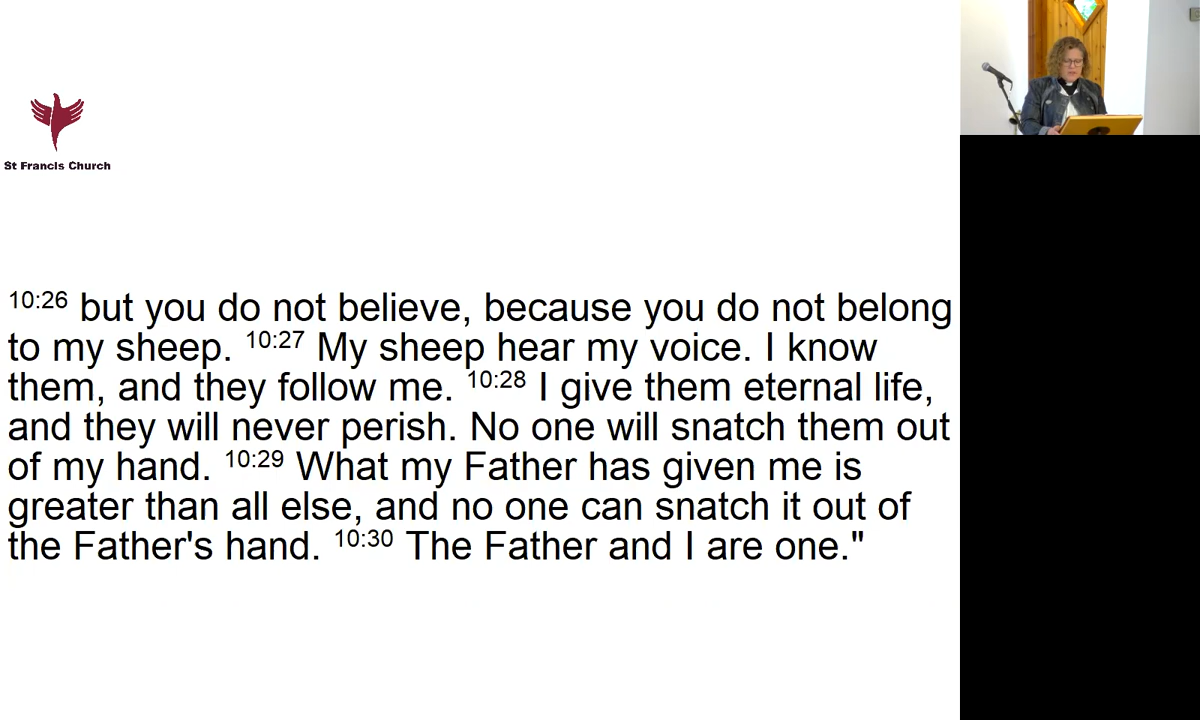 St Francis Church
10:26 but you do not believe, because you do not belong
to my sheep. 10:27 My sheep hear my voice. I know
them, and they follow me. 10:28 I give them eternal life,
and they will never perish. No one will snatch them out
of my hand. 10:29 What my Father has given me is
greater than all else, and no one can snatch it out of
the Father's hand. 10:30 The Father and I are one."